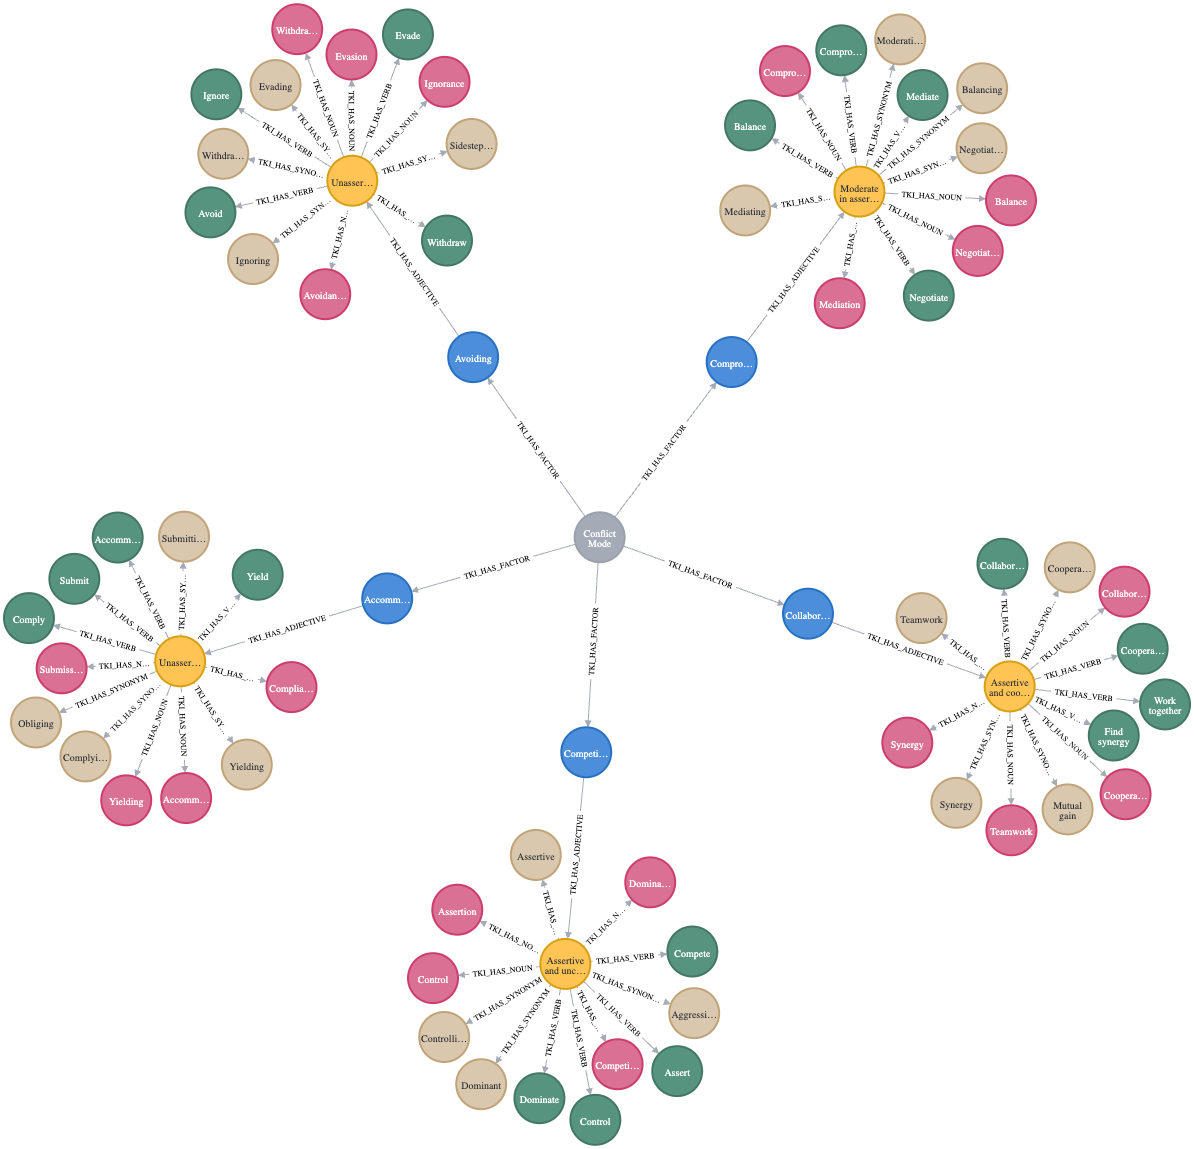 Withdra…
Evasion
Evade
Ignorance
Evading
Ignore
Withdra…
Sidestep…
Avoid
Ignoring
Avoidan…
Withdraw
Unasser…
TKI_HAS_NOUN
TKI_HAS_NOUN
TKI_HAS_VERB
TKI_HAS_NOUN
TKI_HAS_SY…
TKI_HAS_VERB
TKI_HAS_SYNO…
TKI_HAS_SY…
TKI_HAS_VERB
TKI_HAS_SYN…
TKI_HAS_N…
TKI_HAS…
TKI_HAS_ADJECTIVE
Avoiding
TKI_HAS_FACTOR
Moderati…
Compro…
Compro…
Mediate
Balancing
Balance
Negotiat…
Mediating
Balance
Negotiat…
Negotiate
Mediation
Moderate
in asser…
TKI_HAS_SYNONYM
TKI_HAS_VERB
TKI_HAS_NOUN
TKI_HAS_V…
TKI_HAS_SYNONYM
TKI_HAS_VERB
TKI_HAS_SYN…
TKI_HAS_S…
TKI_HAS_NOUN
TKI_HAS_NOUN
TKI_HAS_VERB
TKI_HAS…
TKI_HAS_ADJECTIVE
Compro…
TKI_HAS_FACTOR
Conflict
Mode
Accomm…
Submitti…
Yield
Submit
Comply
Submiss…
Complia…
Obliging
Complyi…
Yielding
Yielding
Accomm…
Unasser…
TKI_HAS_VERB
TKI_HAS_SY…
TKI_HAS_V…
TKI_HAS_VERB
TKI_HAS_VERB
TKI_HAS_N…
TKI_HAS…
TKI_HAS_SYNONYM
TKI_HAS_SYNO…
TKI_HAS_NOUN
TKI_HAS_NOUN
TKI_HAS_SY…
TKI_HAS_ADJECTIVE
Accomm…
TKI_HAS_FACTOR
Collabor…
Coopera…
Collabor…
Teamwork
Coopera…
Work
together
Find
synergy
Synergy
Coopera…
Synergy
Mutual
gain
Teamwork
Assertive
and coo…
TKI_HAS_VERB
TKI_HAS_SYNO…
TKI_HAS_NOUN
TKI_HAS…
TKI_HAS_VERB
TKI_HAS_VERB
TKI_HAS_V…
TKI_HAS_N…
TKI_HAS_NOUN
TKI_HAS_SYN…
TKI_HAS_SYNO…
TKI_HAS_NOUN
TKI_HAS_ADJECTIVE
Collabor…
TKI_HAS_FACTOR
TKI_HAS_FACTOR
Competi…
TKI_HAS_ADJECTIVE
Assertive
Domina…
Assertion
Compete
Control
Aggressi…
Controlli…
Dominant
Competi…
Assert
Dominate
Control
Assertive
and unc…
TKI_HAS…
TKI_HAS_N…
TKI_HAS_NO…
TKI_HAS_VERB
TKI_HAS_NOUN
TKI_HAS_SYNON…
TKI_HAS_SYNONYM
TKI_HAS_SYNONYM
TKI_HAS…
TKI_HAS_VERB
TKI_HAS_VERB
TKI_HAS_VERB